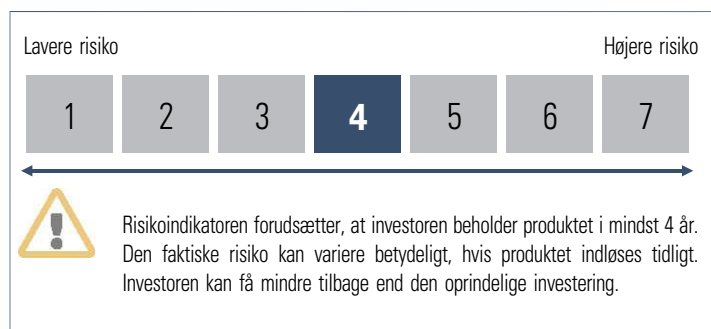 Lavere risiko Højere risiko
1 2 3 4 5 6 7
Risikoindikatoren forudsætter, at investoren beholder produktet i mindst 4 år.
Den faktiske risiko kan variere betydeligt, hvis produktet indløses tidligt.
Investoren kan få mindre tilbage end den oprindelige investering.